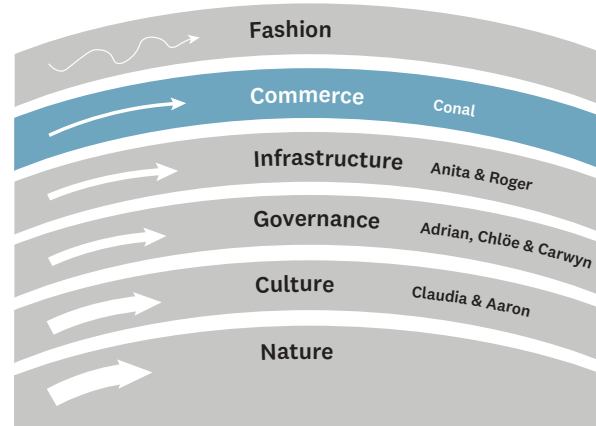 Fashion
Commerce Conal
Infrastructure Anita & Roger
Governance Adrian, Chlöe & Carwyn
Culture Claudia & Aaron
Nature